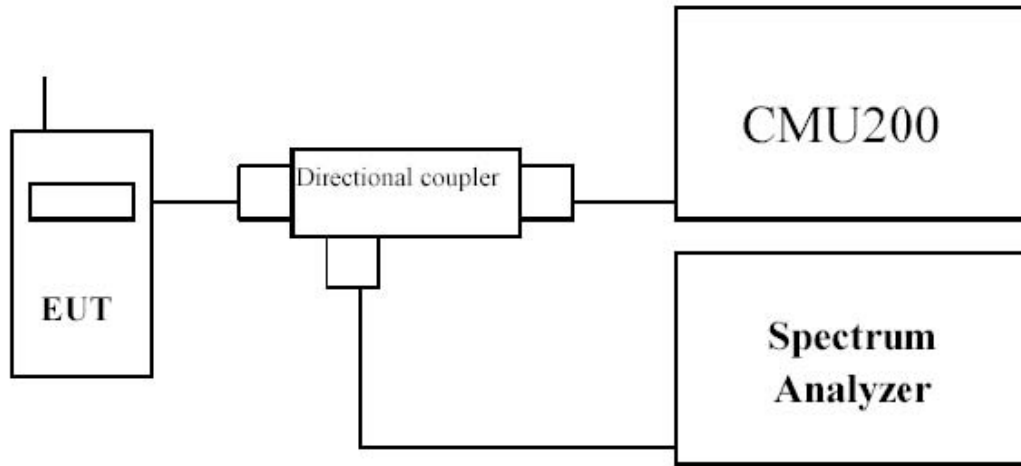 CMU200
Directional coupler
EUT
Spectrum
Analyzer